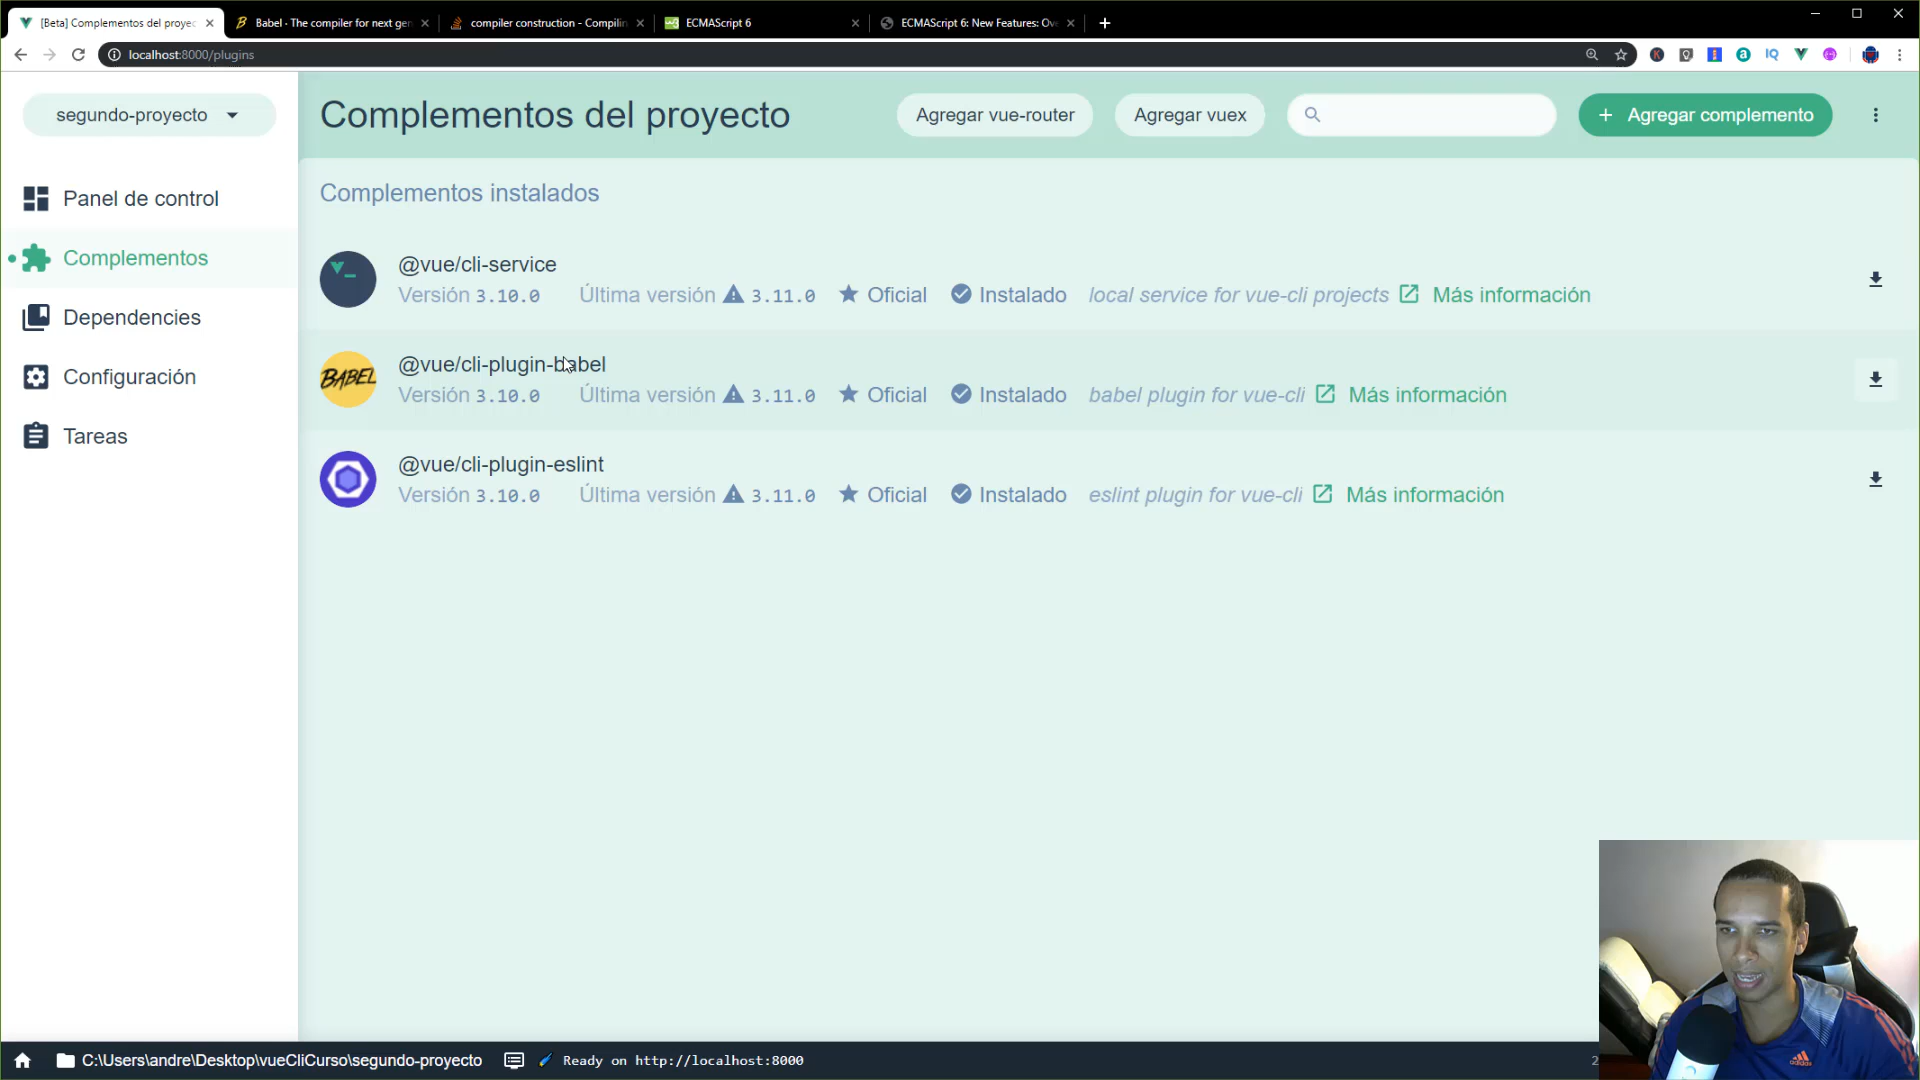 [Beta] Complementos del proyec
Babel · The compiler for next gen
compiler construction - Compilin
ECMAScript 6
ECMAScript 6: New Features: Ov
localhost:8000/plugins
segundo-proyecto
Complementos del proyecto
Agregar vue-router
Agregar vuex
+ Agregar complemento
Panel de control
Complementos
Dependencies
Configuración
Tareas
Complementos instalados
@vue/cli-service
Versión 3.10.0 Última versión 3.11.0 Oficial Instalado local service for vue-cli projects Más información
BABEL
@vue/cli-plugin-babel
Versión 3.10.0 Última versión 3.11.0 Oficial Instalado babel plugin for vue-cli Más información
@vue/cli-plugin-eslint
Versión 3.10.0 Última versión 3.11.0 Oficial Instalado eslint plugin for vue-cli Más información
C:\Users\andre\Desktop\vueCliCurso\segundo-proyecto
Ready on http://localhost:8000
adidas